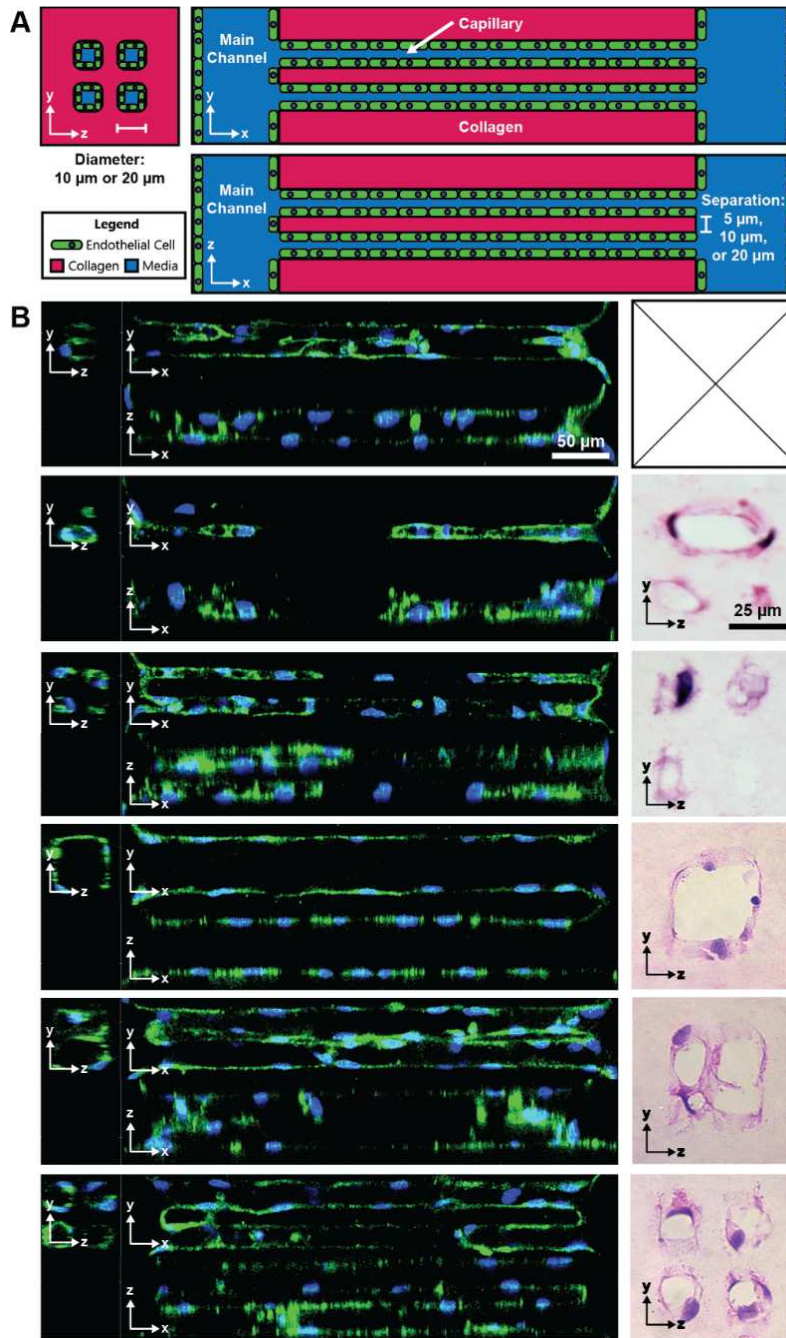 A
Main
Channel
Capillary
Collagen
y
z
y
x
Diameter:
10 μm or 20 μm
Main
Channel
Separation:
5 μm,
10 μm,
or 20 μm
z
x
Legend
Endothelial Cell
Collagen
Media
B
y
z
y
x
z
x
50 μm
y
z
y
x
z
x
y
z
25 μm
y
z
y
x
z
x
y
z
y
z
y
x
z
x
y
z
y
z
y
x
z
x
y
z
y
z
y
x
z
x
y
z